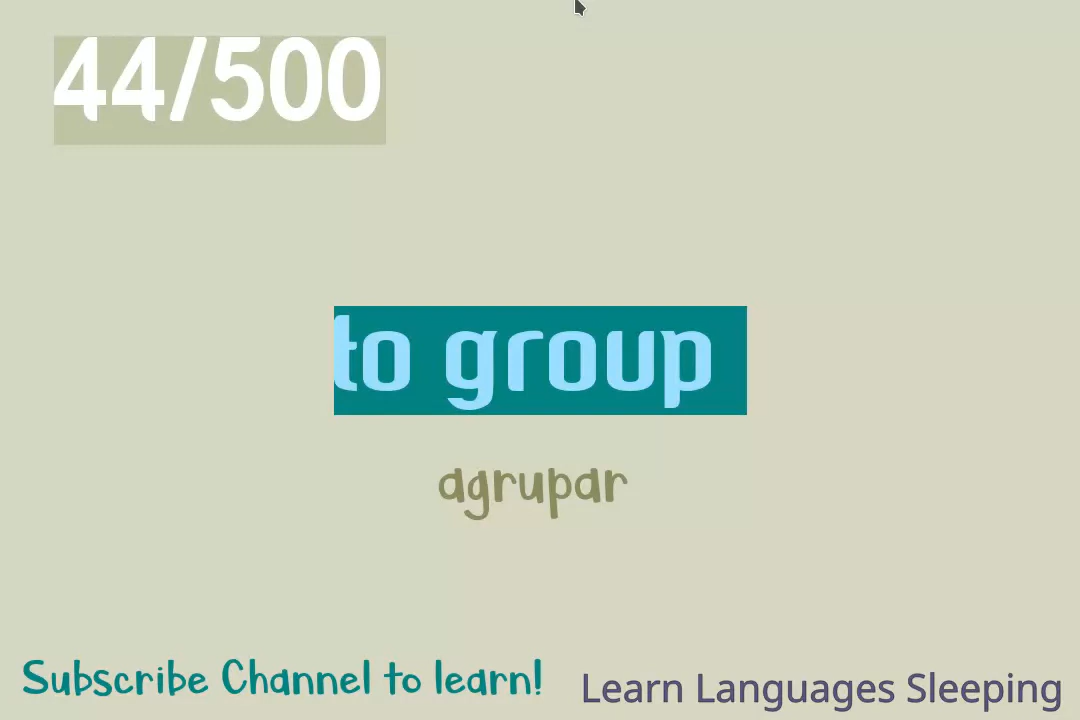 44/500
to group
agrupar
Subscribe Channel to learn!
Learn Languages Sleeping